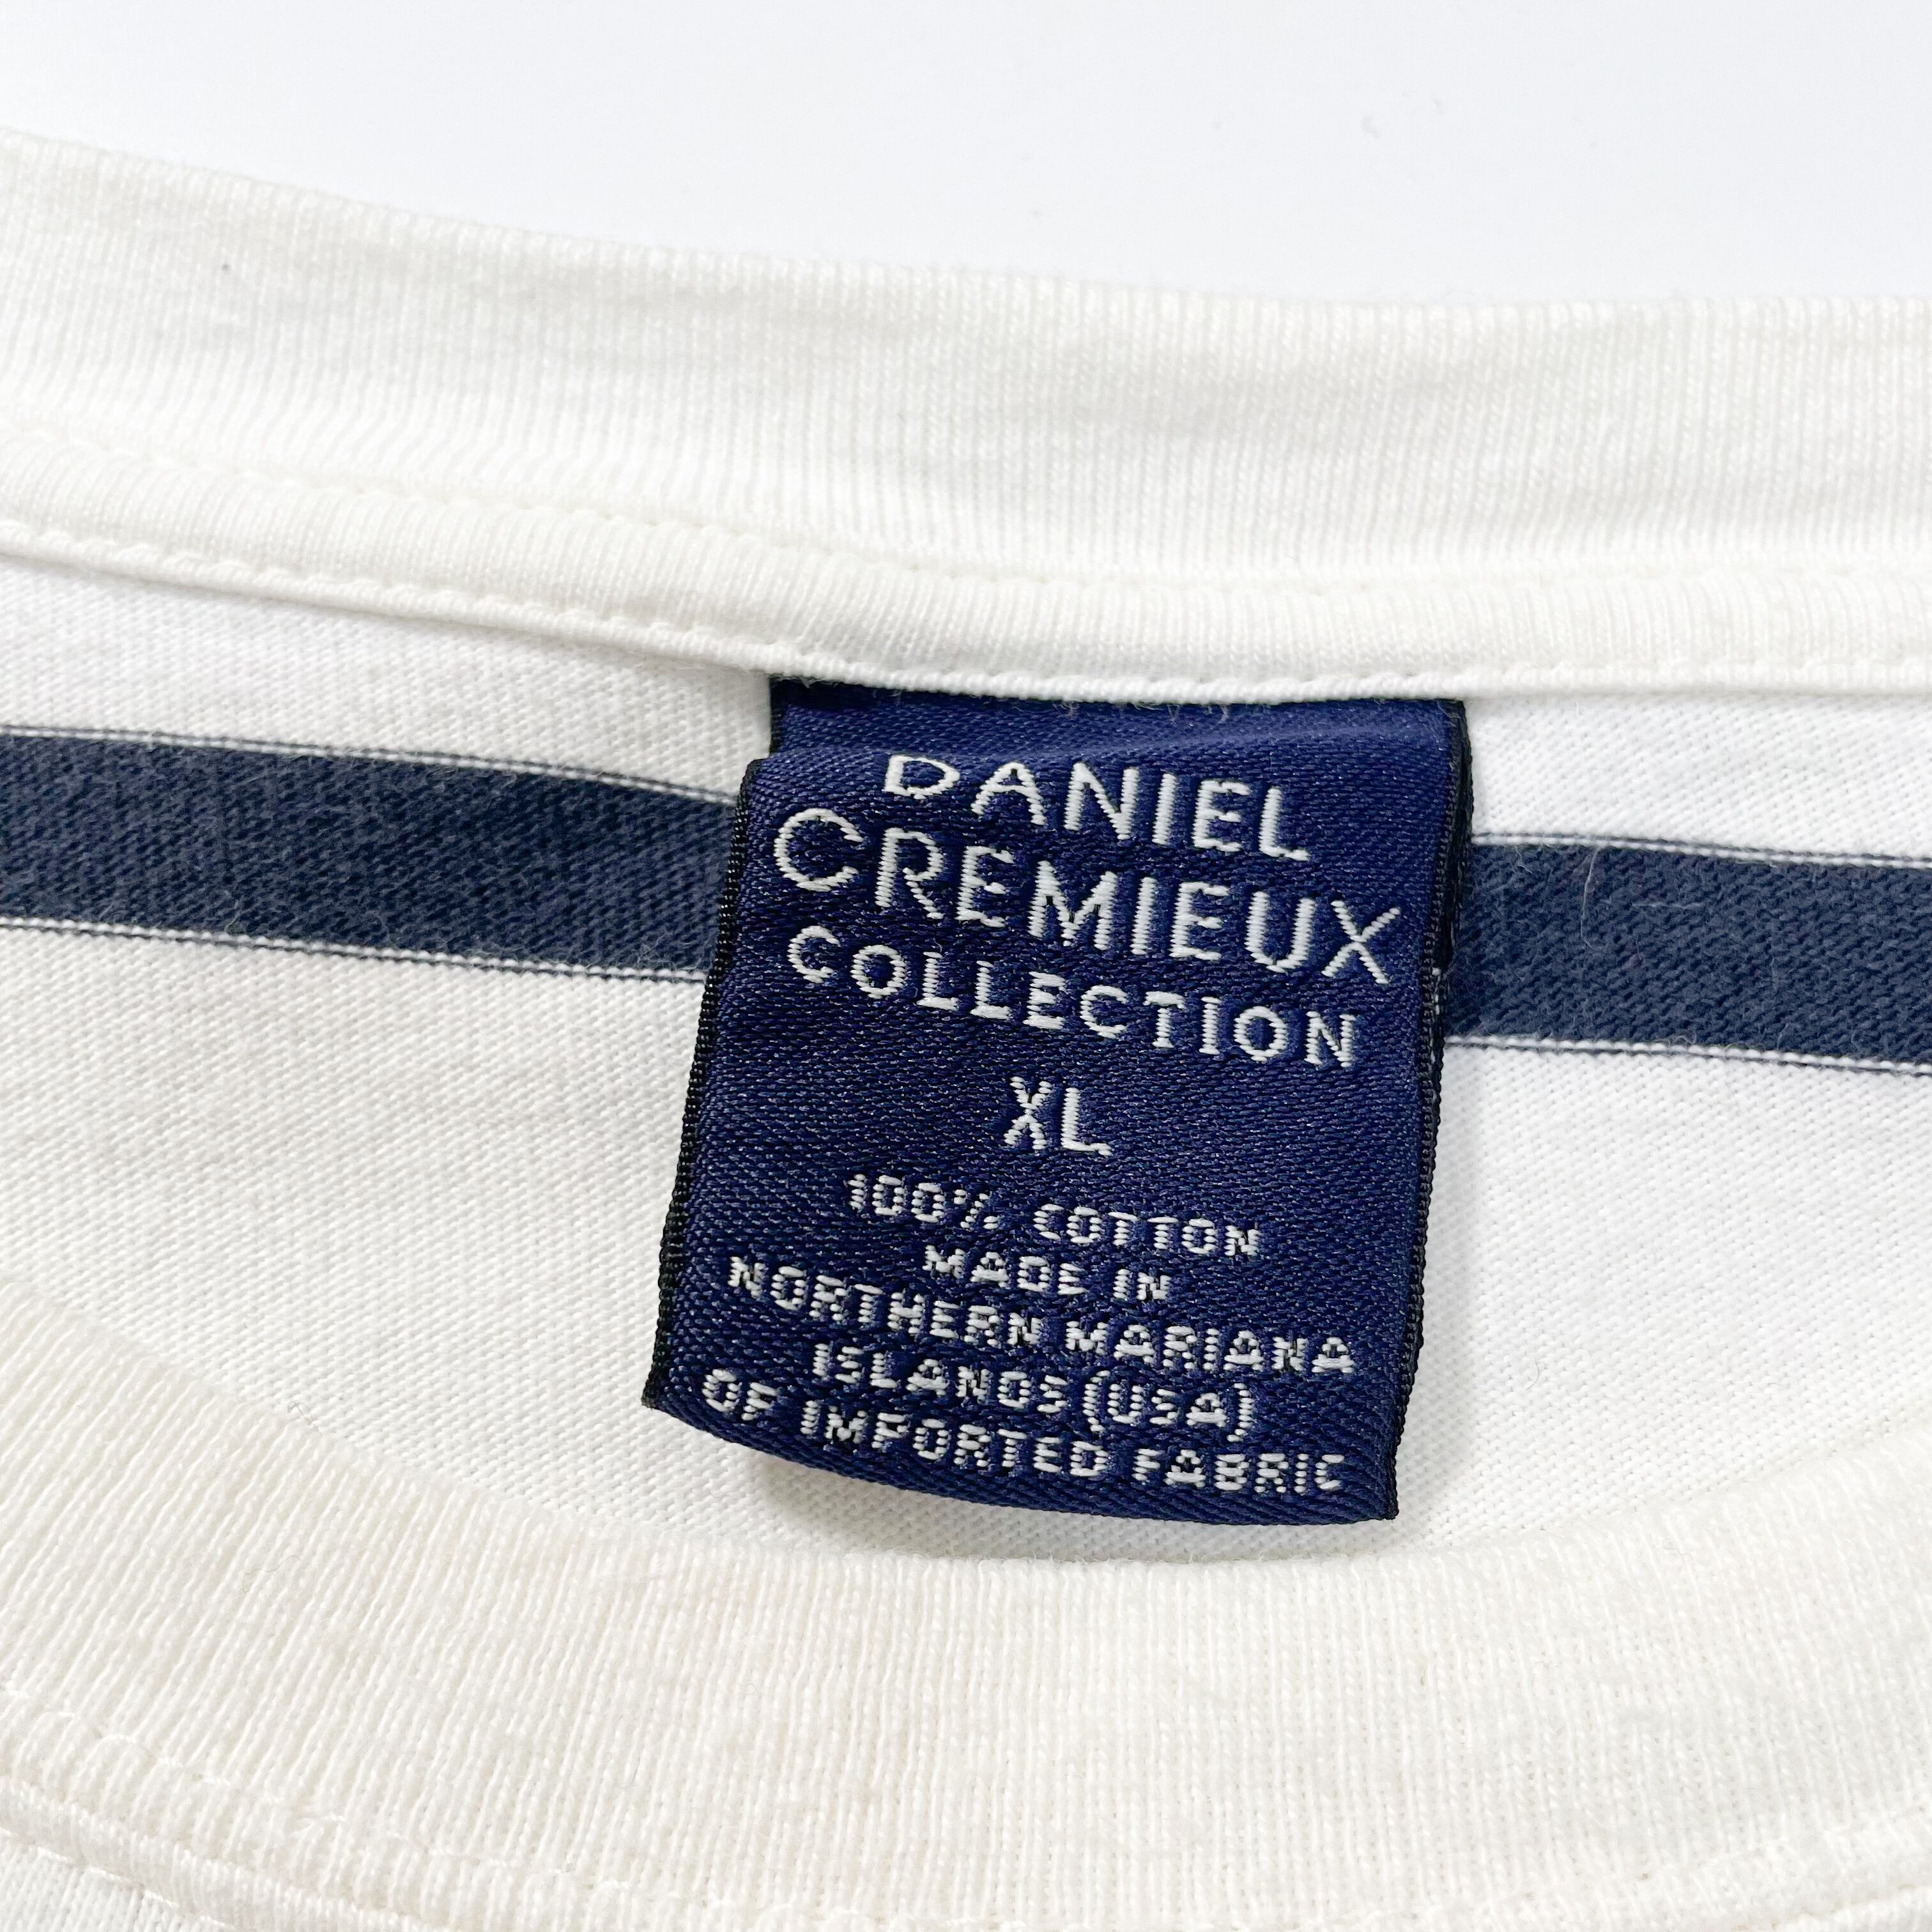 DANIEL
CREMIEUX
COLLECTION
XL
100% COTTON
MADE IN
NORTHERN MARIANA
ISLANDS (USA)
OF IMPORTED FABRIC